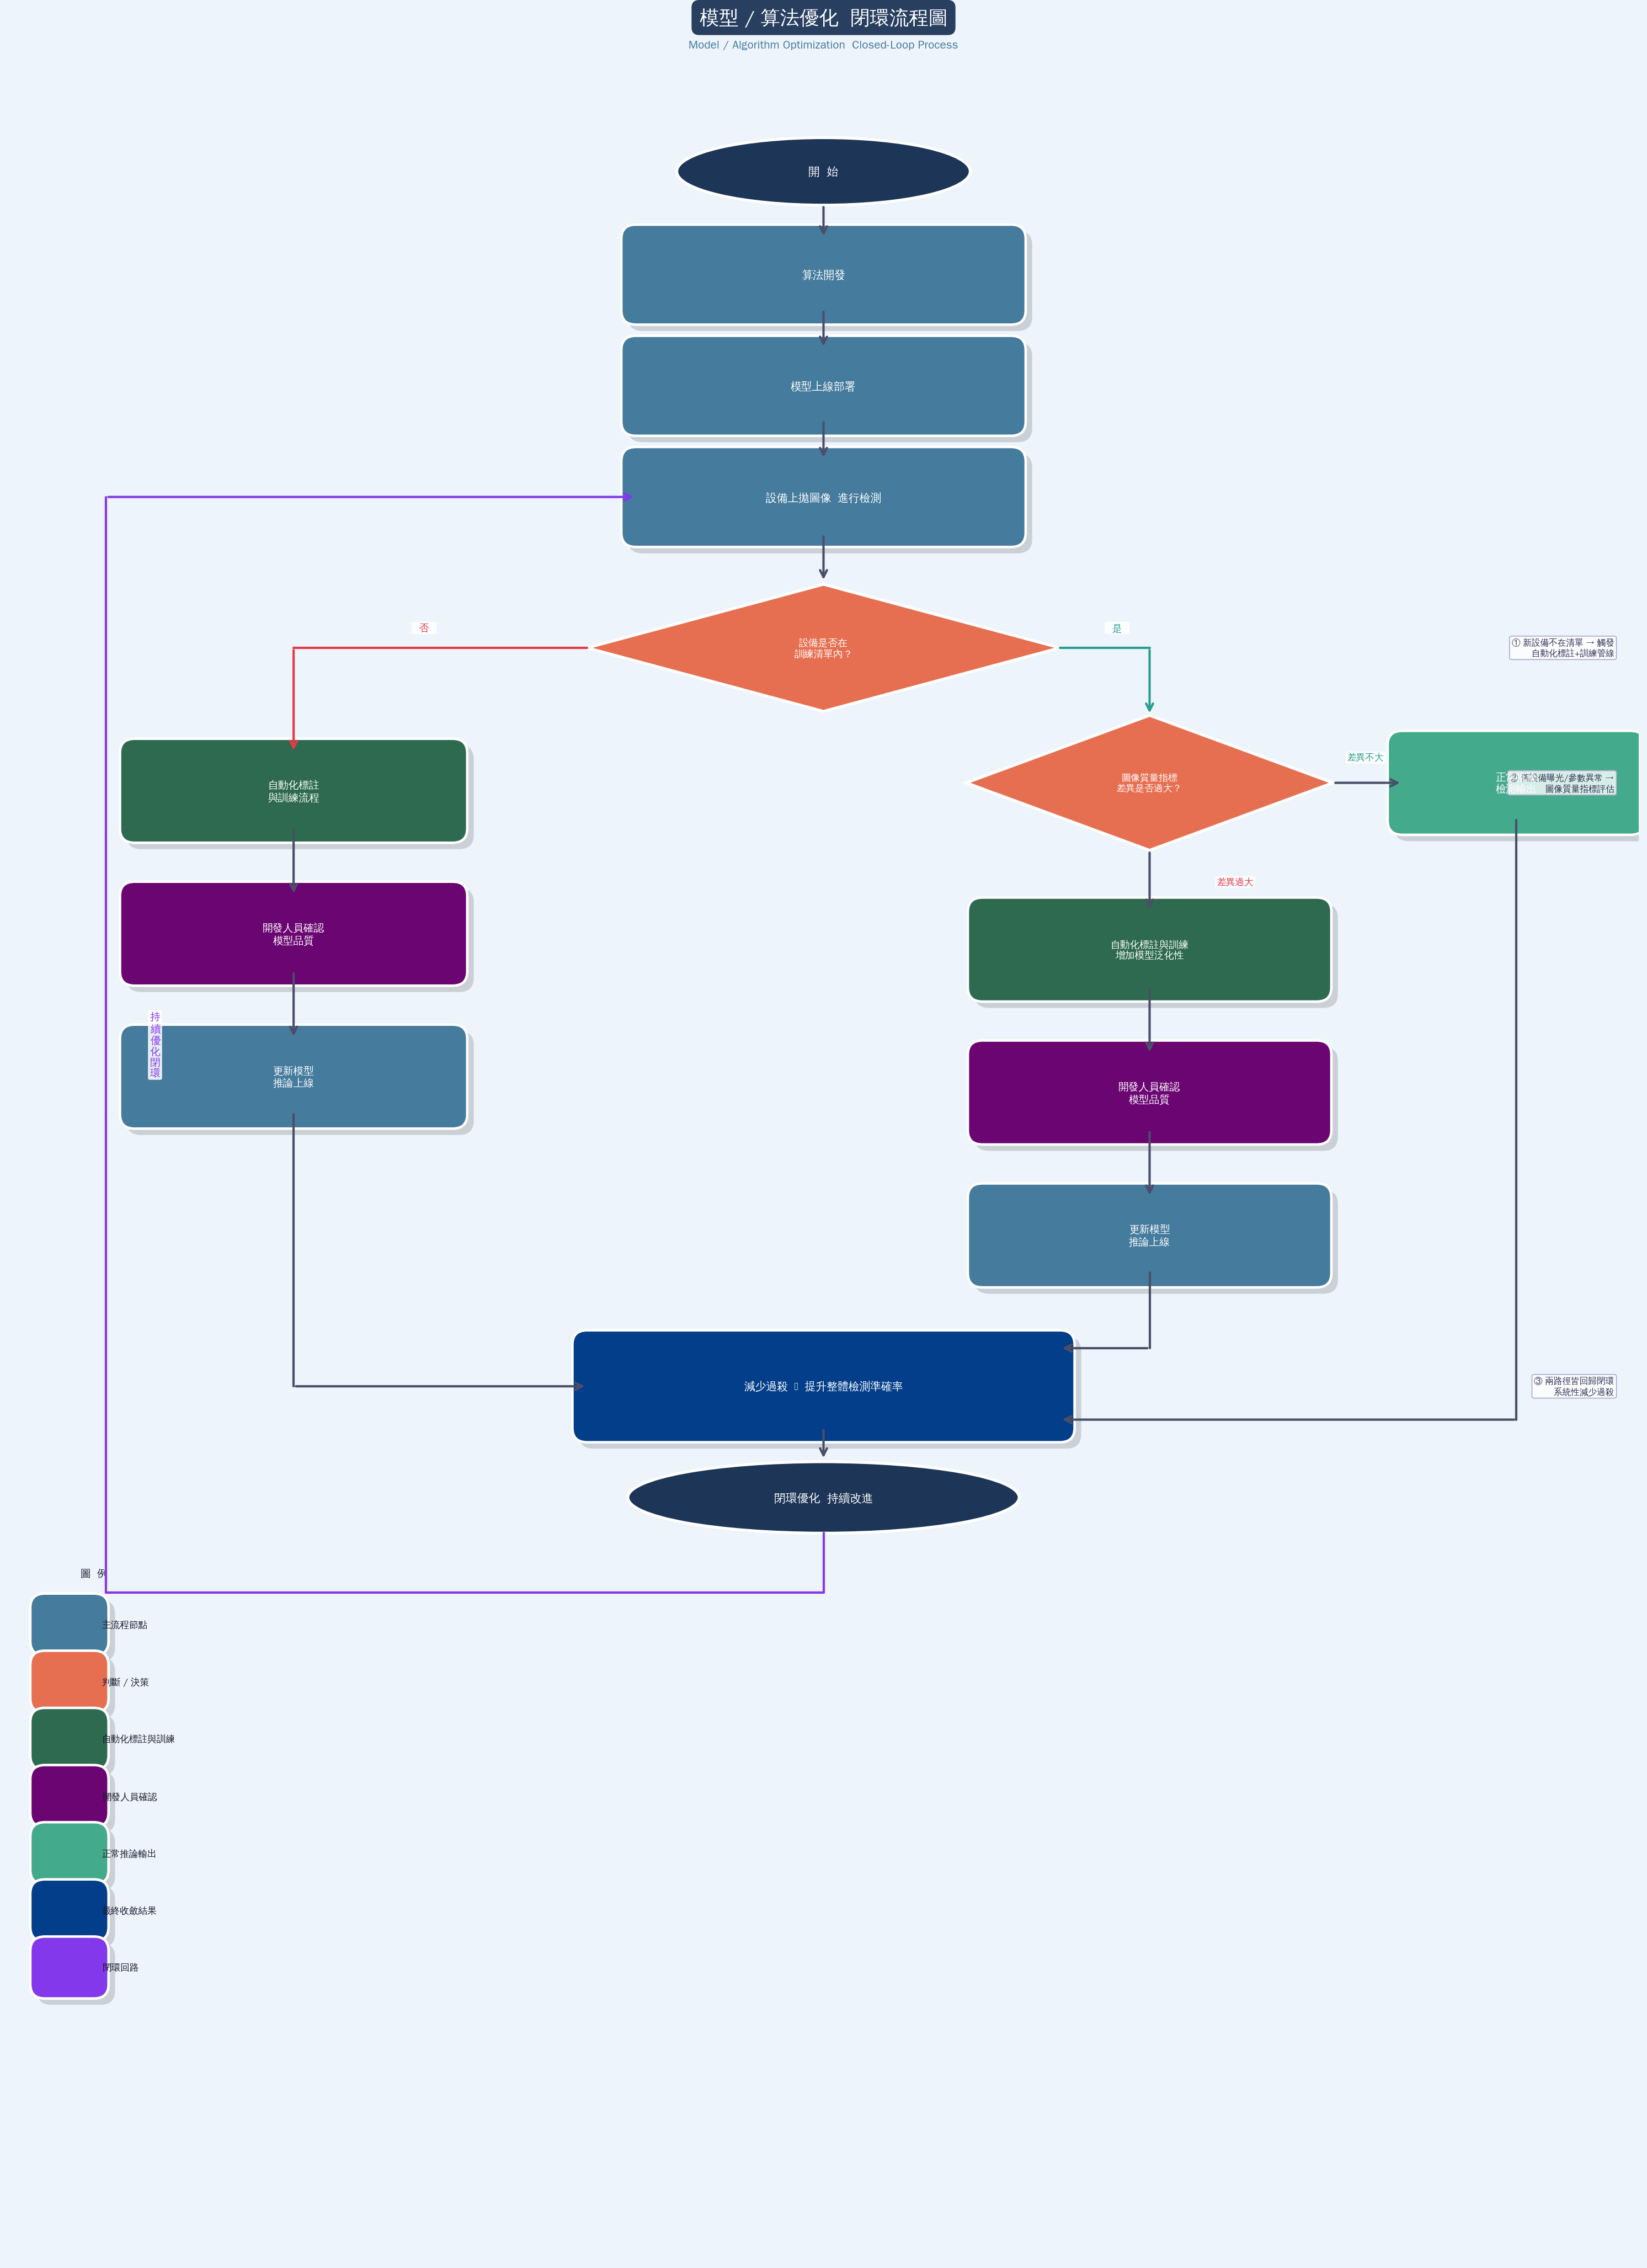 模型 / 算法優化 閉環流程圖
Model / Algorithm Optimization Closed-Loop Process
開 始
算法開發
模型上線部署
設備上拋圖像 進行檢測
設備是否在
訓練清單內？
否
是
① 新設備不在清單 → 觸發
自動化標註+訓練管線
自動化標註
與訓練流程
圖像質量指標
差異是否過大？
差異不大
設備曝光/參數異常 →
圖像質量指標評估
差異過大
開發人員確認
模型品質
自動化標註與訓練
增加模型泛化性
持續優化閉環
更新模型
推論上線
開發人員確認
模型品質
更新模型
推論上線
減少過殺 提升整體檢測準確率
③ 兩路徑皆回歸閉環
系統性減少過殺
閉環優化 持續改進
圖 例
主流程節點
判斷 / 決策
自動化標註與訓練
開發人員確認
正常推論輸出
最終收斂結果
閉環回路